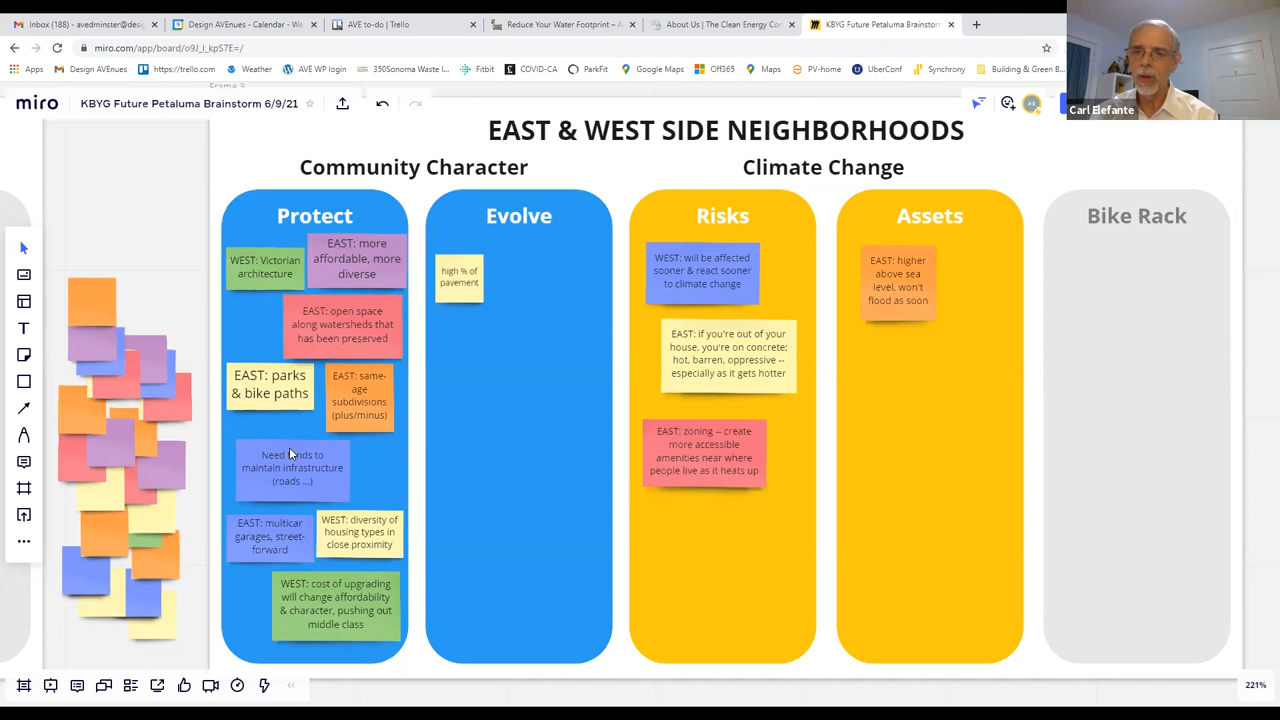 Inbox (188) - avedminster@desig
Design AVEnues - Calendar - We
AVE to-do | Trello
Reduce Your Water Footprint – A
About Us | The Clean Energy Co
KBYG Future Petaluma Brainstorm
miro.com/app/board/o9J_l_kpS7E=/
Apps
Design AVEnues
https://trello.com
Weather
AVE WP login
350Sonoma Waste I...
Fitbit
COVID-CA
ParkFit
Google Maps
Off365
Maps
PV-home
UberConf
Synchrony
Building & Green B...
Carl Elefante
Frame 3
miro
KBYG Future Petaluma Brainstorm 6/9/21
EAST & WEST SIDE NEIGHBORHOODS
Community Character
Climate Change
Protect
WEST: Victorian
architecture
EAST: more
affordable, more
diverse
EAST: open space
along watersheds that
has been preserved
EAST: parks
& bike paths
EAST: same-
age
subdivisions
(plus/minus)
Need funds to
maintain infrastructure
(roads ...)
EAST: multicar
garages, street-
forward
WEST: diversity of
housing types in
close proximity
WEST: cost of upgrading
will change affordability
& character, pushing out
middle class
Evolve
high % of
pavement
Risks
WEST: will be affected
sooner & react sooner
to climate change
EAST: if you're out of your
house, you're on concrete;
hot, barren, oppressive --
especially as it gets hotter
EAST: zoning -- create
more accessible
amenities near where
people live as it heats up
Assets
EAST: higher
above sea
level, won't
flood as soon
Bike Rack
221%